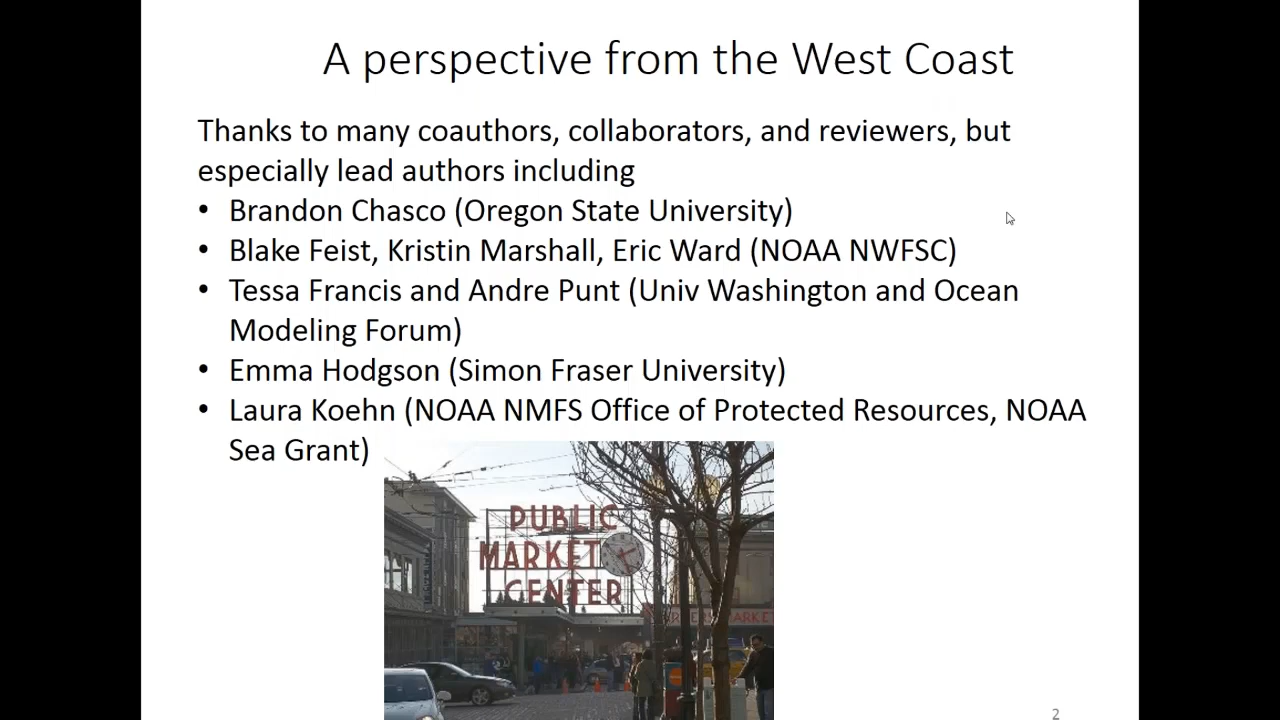 A perspective from the West Coast
Thanks to many coauthors, collaborators, and reviewers, but
especially lead authors including
• Brandon Chasco (Oregon State University)
• Blake Feist, Kristin Marshall, Eric Ward (NOAA NWFSC)
• Tessa Francis and Andre Punt (Univ Washington and Ocean
Modeling Forum)
• Emma Hodgson (Simon Fraser University)
• Laura Koehn (NOAA NMFS Office of Protected Resources, NOAA
Sea Grant)
PUBLIC
MARKET
CENTER
MARKET
2